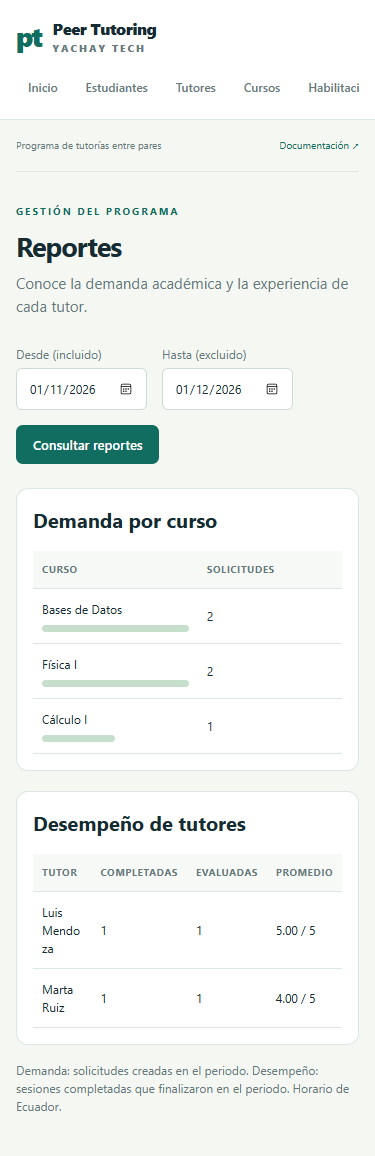 pt Peer Tutoring
YACHAY TECH
Inicio Estudiantes Tutores Cursos Habilitaci
Programa de tutorías entre pares Documentación ↗
GESTIÓN DEL PROGRAMA
Reportes
Conoce la demanda académica y la experiencia de
cada tutor.
Desde (incluido) Hasta (excluido)
01/11/2026 01/12/2026
Consultar reportes
Demanda por curso
CURSO SOLICITUDES
Bases de Datos 2
Física I 2
Cálculo I 1
Desempeño de tutores
TUTOR COMPLETADAS EVALUADAS PROMEDIO
Luis
Mendo 1 1 5.00 / 5
za
Marta
Ruiz 1 1 4.00 / 5
Demanda: solicitudes creadas en el periodo. Desempeño:
sesiones completadas que finalizaron en el periodo. Horario de
Ecuador.